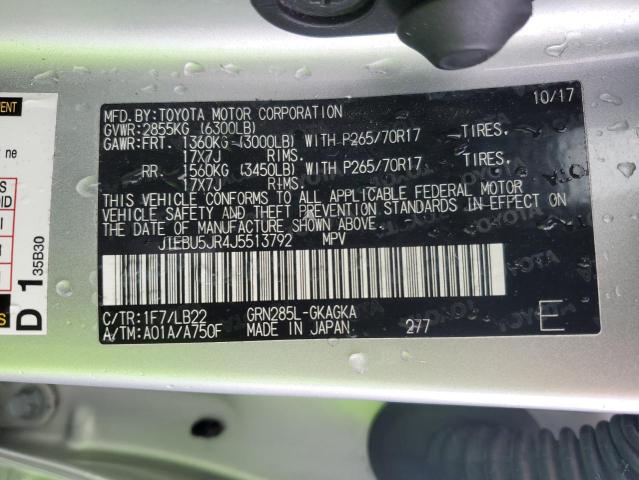 MFD. BY: TOYOTA MOTOR CORPORATION 10/17
GVWR: 2855KG (6300LB)
GAWR: FRT. 1360KG (3000LB) WITH P265/70R17 TIRES,
17X7J RIMS.
RR. 1560KG (3450LB) WITH P265/70R17 TIRES,
17X7J RIMS.
THIS VEHICLE CONFORMS TO ALL APPLICABLE FEDERAL MOTOR
VEHICLE SAFETY AND THEFT PREVENTION STANDARDS IN EFFECT ON
THE DATE OF MANUFACTURE SHOWN ABOVE.
JTEBU5JR4J5513792 MPV
C/TR: 1F7/LB22 GRN285L-GKAGKA
A/TM: A01A/A750F MADE IN JAPAN 277 E
D1
35B30
ne